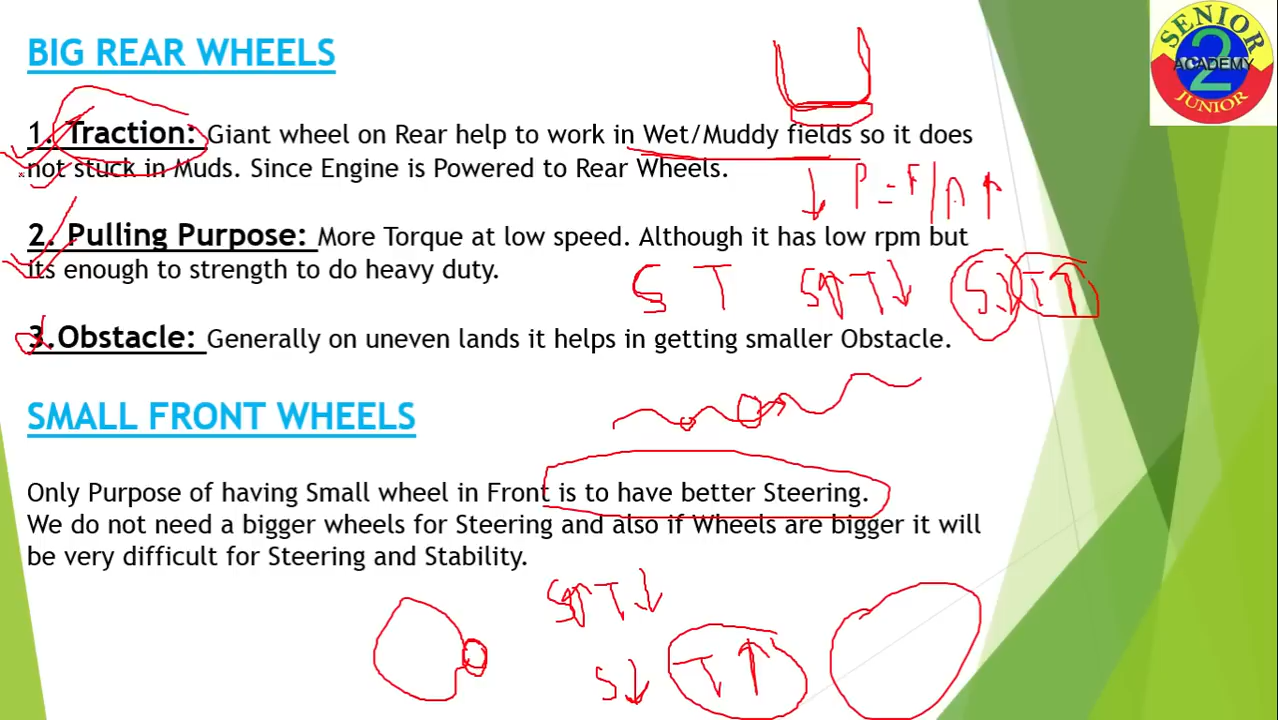 BIG REAR WHEELS
SENIOR
2
ACADEMY
JUNIOR
1. Traction: Giant wheel on Rear help to work in Wet/Muddy fields so it does
not stuck in Muds. Since Engine is Powered to Rear Wheels.
↓ P = F/A ↑
2. Pulling Purpose: More Torque at low speed. Although it has low rpm but
its enough to strength to do heavy duty.
S T S↑ T↓ S↓ T↑
3.Obstacle: Generally on uneven lands it helps in getting smaller Obstacle.
SMALL FRONT WHEELS
Only Purpose of having Small wheel in Front is to have better Steering.
We do not need a bigger wheels for Steering and also if Wheels are bigger it will
be very difficult for Steering and Stability.
S↑ T↓
S↓ T↑